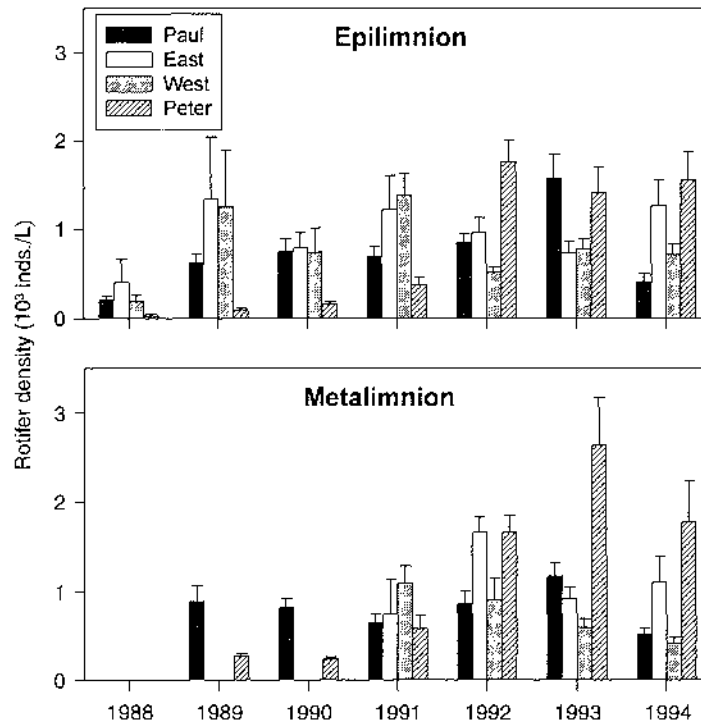 Epilimnion
Paul
East
West
Peter
3
2
1
0
Rotifer density (10³ inds./L)
Metalimnion
3
2
1
0
1988 1989 1990 1991 1992 1993 1994